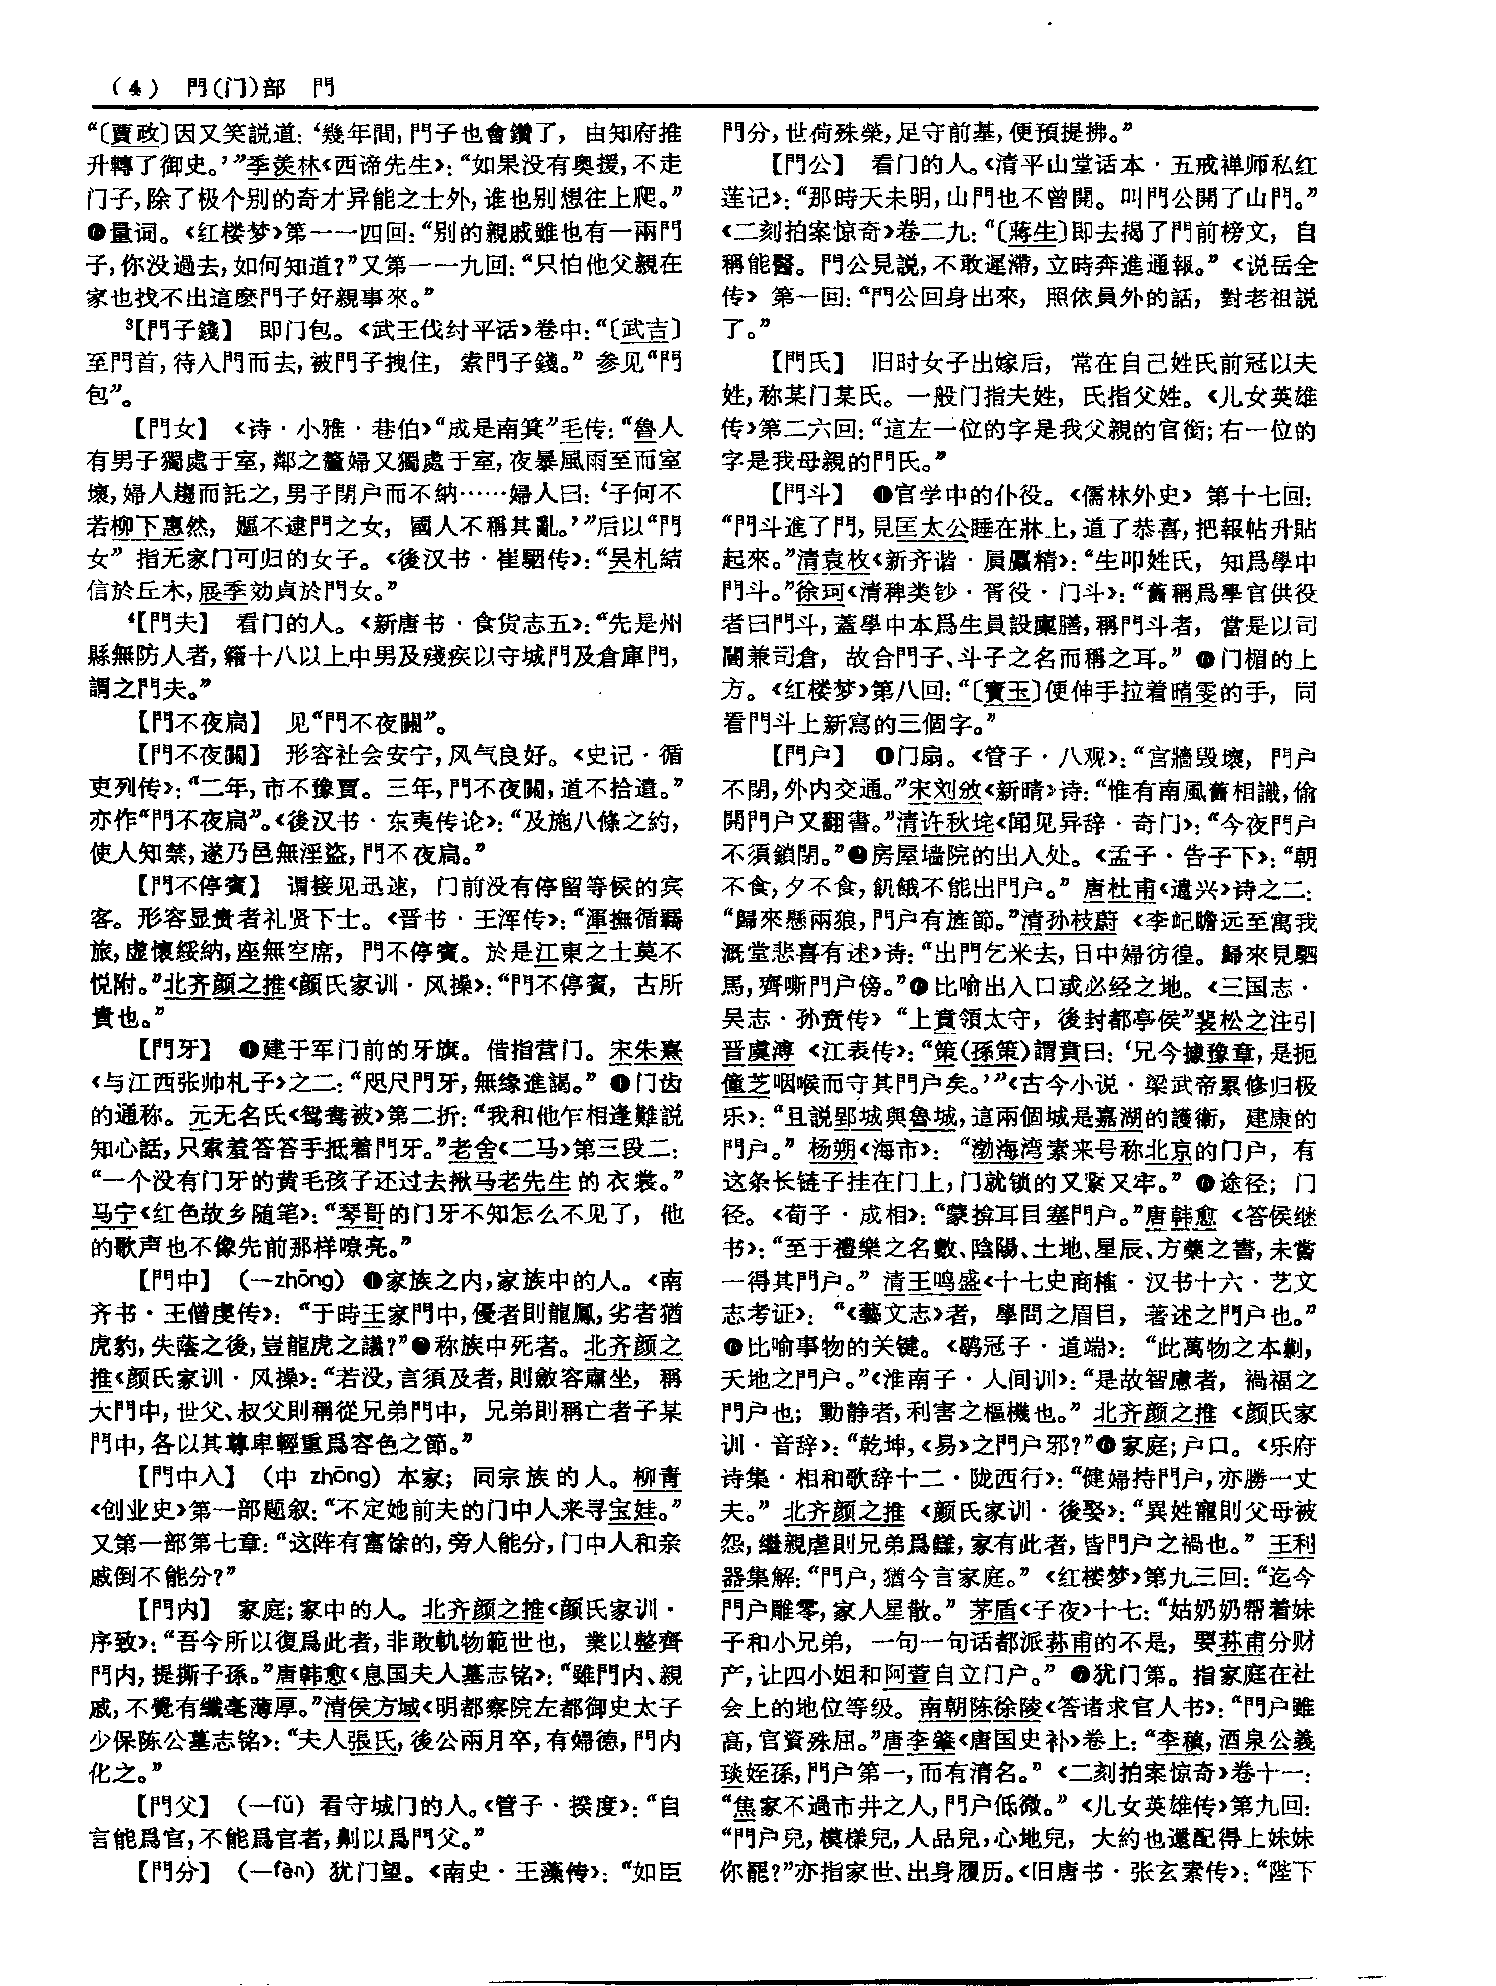 （4） 門（门）部 門
“〔賈政〕因又笑説道：‘幾年間，門子也會鑽了，由知府推
升轉了御史。’”季羡林《西谛先生》：“如果没有奥援，不走
门子，除了极个别的奇才异能之士外，谁也别想往上爬。”
量词。《红楼梦》第一一四回：“别的親戚雖也有一兩門
子，你没過去，如何知道？”又第一一九回：“只怕他父親在
家也找不出這麽門子好親事來。”
³【門子錢】 即门包。《武王伐纣平话》卷中：“〔武吉〕
至門首，待入門而去，被門子拽住，索門子錢。”参见“門
包”。
【門女】 《诗·小雅·巷伯》“成是南箕”毛传：“魯人
有男子獨處于室，鄰之釐婦又獨處于室，夜暴風雨至而室
壞，婦人趨而託之，男子閉户而不納……婦人曰：‘子何不
若柳下惠然，嫗不逮門之女，國人不稱其亂。’”后以“門
女”指无家门可归的女子。《後汉书·崔駰传》：“吴札結
信於丘木，展季効貞於門女。”
⁴【門夫】 看门的人。《新唐书·食货志五》：“先是州
縣無防人者，籍十八以上中男及殘疾以守城門及倉庫門，
謂之門夫。”
【門不夜扃】 见“門不夜關”。
【門不夜關】 形容社会安宁，风气良好。《史记·循
吏列传》：“二年，市不豫賈。三年，門不夜關，道不拾遺。”
亦作“門不夜扃”。《後汉书·东夷传论》：“及施八條之約，
使人知禁，遂乃邑無淫盜，門不夜扃。”
【門不停賓】 谓接见迅速，门前没有停留等候的宾
客。形容显贵者礼贤下士。《晋书·王浑传》：“渾撫循羇
旅，虚懷綏納，座無空席，門不停賓。於是江東之士莫不
悦附。”北齐颜之推《颜氏家训·风操》：“門不停賓，古所
貴也。”
【門牙】 ❶建于军门前的牙旗。借指营门。宋朱熹
《与江西张帅札子》之二：“咫尺門牙，無緣進謁。”❷门齿
的通称。元无名氏《鸳鸯被》第二折：“我和他乍相逢難説
知心話，只索羞答答手抵着門牙。”老舍《二马》第三段二：
“一个没有门牙的黄毛孩子还过去揪马老先生的衣裳。”
马宁《红色故乡随笔》：“琴哥的门牙不知怎么不见了，他
的歌声也不像先前那样嘹亮。”
【門中】 （—zhōng）❶家族之内，家族中的人。《南
齐书·王僧虔传》：“于時王家門中，優者則龍鳳，劣者猶
虎豹，失蔭之後，豈龍虎之議？”❷称族中死者。北齐颜之
推《颜氏家训·风操》：“若没，言須及者，則斂容肅坐，稱
大門中，世父、叔父則稱從兄弟門中，兄弟則稱亡者子某
門中，各以其尊卑輕重爲容色之節。”
【門中人】 （中 zhōng）本家；同宗族的人。柳青
《创业史》第一部题叙：“不定她前夫的门中人来寻宝娃。”
又第一部第七章：“这阵有富馀的，旁人能分，门中人和亲
戚倒不能分？”
【門内】 家庭；家中的人。北齐颜之推《颜氏家训·
序致》：“吾今所以復爲此者，非敢軌物範世也，業以整齊
門内，提撕子孫。”唐韩愈《息国夫人墓志铭》：“雖門内、親
戚，不覺有纖毫薄厚。”清侯方域《明都察院左都御史太子
少保陈公墓志铭》：“夫人張氏，後公兩月卒，有婦德，門内
化之。”
【門父】 （—fǔ）看守城门的人。《管子·揆度》：“自
言能爲官，不能爲官者，劓以爲門父。”
【門分】 （—fèn）犹门望。《南史·王藻传》：“如臣
門分，世荷殊榮，足守前基，便預提拂。”
【門公】 看门的人。《清平山堂话本·五戒禅师私红
莲记》：“那時天未明，山門也不曾開。叫門公開了山門。”
《二刻拍案惊奇》卷二九：“〔蔣生〕即去揭了門前榜文，自
稱能醫。門公見説，不敢遲滯，立時奔進通報。”《说岳全
传》第一回：“門公回身出來，照依員外的話，對老祖説
了。”
【門氏】 旧时女子出嫁后，常在自己姓氏前冠以夫
姓，称某门某氏。一般门指夫姓，氏指父姓。《儿女英雄
传》第二六回：“這左一位的字是我父親的官銜；右一位的
字是我母親的門氏。”
【門斗】 ❶官学中的仆役。《儒林外史》第十七回：
“門斗進了門，見匡太公睡在牀上，道了恭喜，把報帖升貼
起來。”清袁枚《新齐谐·屓屭精》：“生叩姓氏，知爲學中
門斗。”徐珂《清稗类钞·胥役·门斗》：“舊稱爲學官供役
者曰門斗，蓋學中本爲生員設廩膳，稱門斗者，當是以司
閽兼司倉，故合門子、斗子之名而稱之耳。”❷门楣的上
方。《红楼梦》第八回：“〔寶玉〕便伸手拉着晴雯的手，同
看門斗上新寫的三個字。”
【門户】 ❶门扇。《管子·八观》：“宫牆毁壞，門户
不閉，外内交通。”宋刘攽《新晴》诗：“惟有南風舊相識，偷
開門户又翻書。”清许秋垞《闻见异辞·奇门》：“今夜門户
不須鎖閉。”❷房屋墙院的出入处。《孟子·告子下》：“朝
不食，夕不食，飢餓不能出門户。”唐杜甫《遣兴》诗之二：
“歸來懸兩狼，門户有旌節。”清孙枝蔚《李屺瞻远至寓我
溉堂悲喜有述》诗：“出門乞米去，日中婦彷徨。歸來見駟
馬，齊嘶門户傍。”❸比喻出入口或必经之地。《三国志·
吴志·孙贲传》“上賁領太守，後封都亭侯”裴松之注引
晋虞溥《江表传》：“策（孫策）謂賁曰：‘兄今據豫章，是扼
僮芝咽喉而守其門户矣。’”《古今小说·梁武帝累修归极
乐》：“且説郢城與魯城，這兩個城是嘉湖的護衞，建康的
門户。”杨朔《海市》：“渤海湾素来号称北京的门户，有
这条长链子挂在门上，门就锁的又紧又牢。”❹途径；门
径。《荀子·成相》：“蒙揜耳目塞門户。”唐韩愈《答侯继
书》：“至于禮樂之名數、陰陽、土地、星辰、方藥之書，未嘗
一得其門户。”清王鸣盛《十七史商榷·汉书十六·艺文
志考证》：“《藝文志》者，學問之眉目，著述之門户也。”
❺比喻事物的关键。《鹖冠子·道端》：“此萬物之本剽，
天地之門户。”《淮南子·人间训》：“是故智慮者，禍福之
門户也；動静者，利害之樞機也。”北齐颜之推《颜氏家
训·音辞》：“乾坤，《易》之門户邪？”❻家庭；户口。《乐府
诗集·相和歌辞十二·陇西行》：“健婦持門户，亦勝一丈
夫。”北齐颜之推《颜氏家训·後娶》：“異姓寵則父母被
怨，繼親虐則兄弟爲讎，家有此者，皆門户之禍也。”王利
器集解：“門户，猶今言家庭。”《红楼梦》第九三回：“迄今
門户雕零，家人星散。”茅盾《子夜》十七：“姑奶奶帮着妹
子和小兄弟，一句一句话都派荪甫的不是，要荪甫分财
产，让四小姐和阿萱自立门户。”❼犹门第。指家庭在社
会上的地位等级。南朝陈徐陵《答诸求官人书》：“門户雖
高，官資殊屈。”唐李肇《唐国史补》卷上：“李稹，酒泉公義
琰姪孫，門户第一，而有清名。”《二刻拍案惊奇》卷十一：
“焦家不過市井之人，門户低微。”《儿女英雄传》第九回：
“門户兒，模樣兒，人品兒，心地兒，大約也還配得上妹妹
你罷？”亦指家世、出身履历。《旧唐书·张玄素传》：“陛下